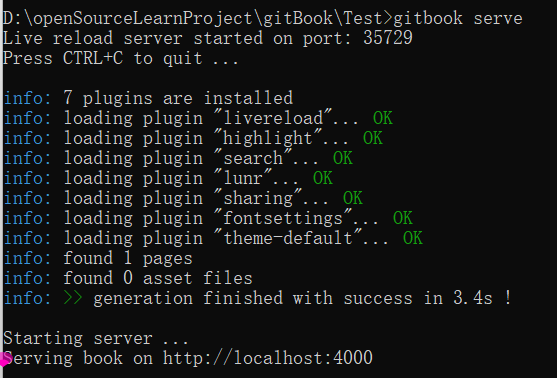 D:\openSourceLearnProject\gitBook\Test>gitbook serve
Live reload server started on port: 35729
Press CTRL+C to quit ...
info: 7 plugins are installed
info: loading plugin "livereload"... OK
info: loading plugin "highlight"... OK
info: loading plugin "search"... OK
info: loading plugin "lunr"... OK
info: loading plugin "sharing"... OK
info: loading plugin "fontsettings"... OK
info: loading plugin "theme-default"... OK
info: found 1 pages
info: found 0 asset files
info: >> generation finished with success in 3.4s !
Starting server ...
Serving book on http://localhost:4000